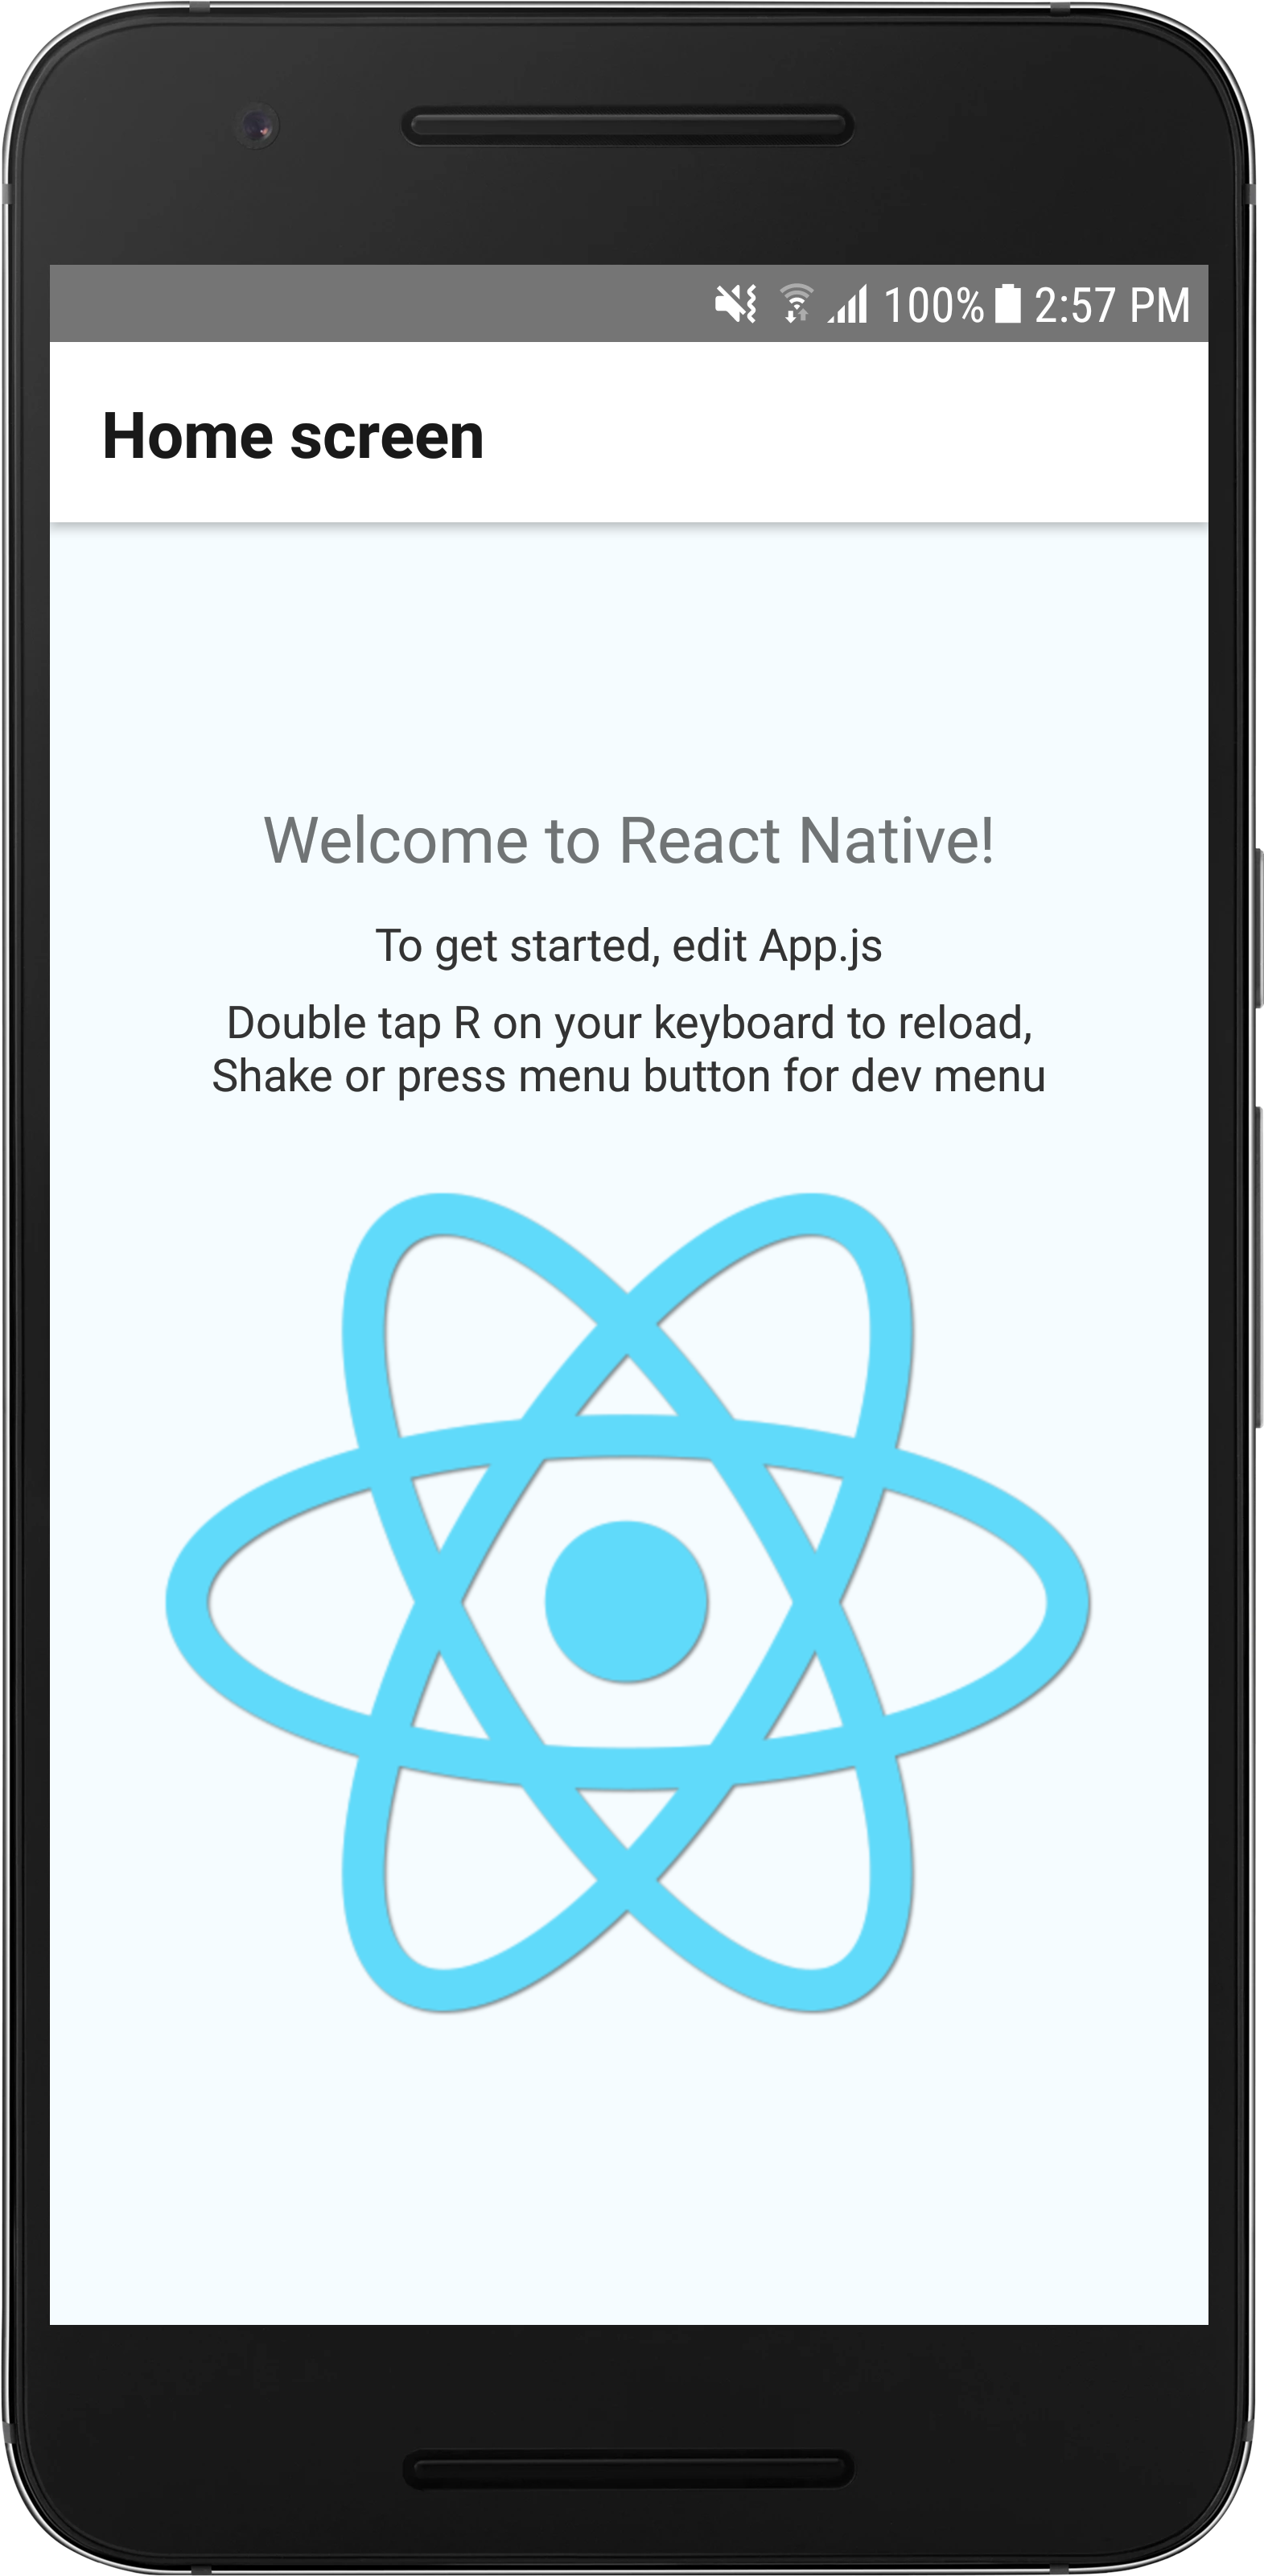 100% 2:57 PM
Home screen
Welcome to React Native!
To get started, edit App.js
Double tap R on your keyboard to reload,
Shake or press menu button for dev menu